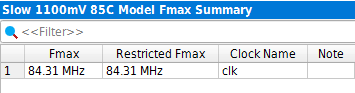 Slow 1100mV 85C Model Fmax Summary
<<Filter>>
Fmax Restricted Fmax Clock Name Note
1 84.31 MHz 84.31 MHz clk